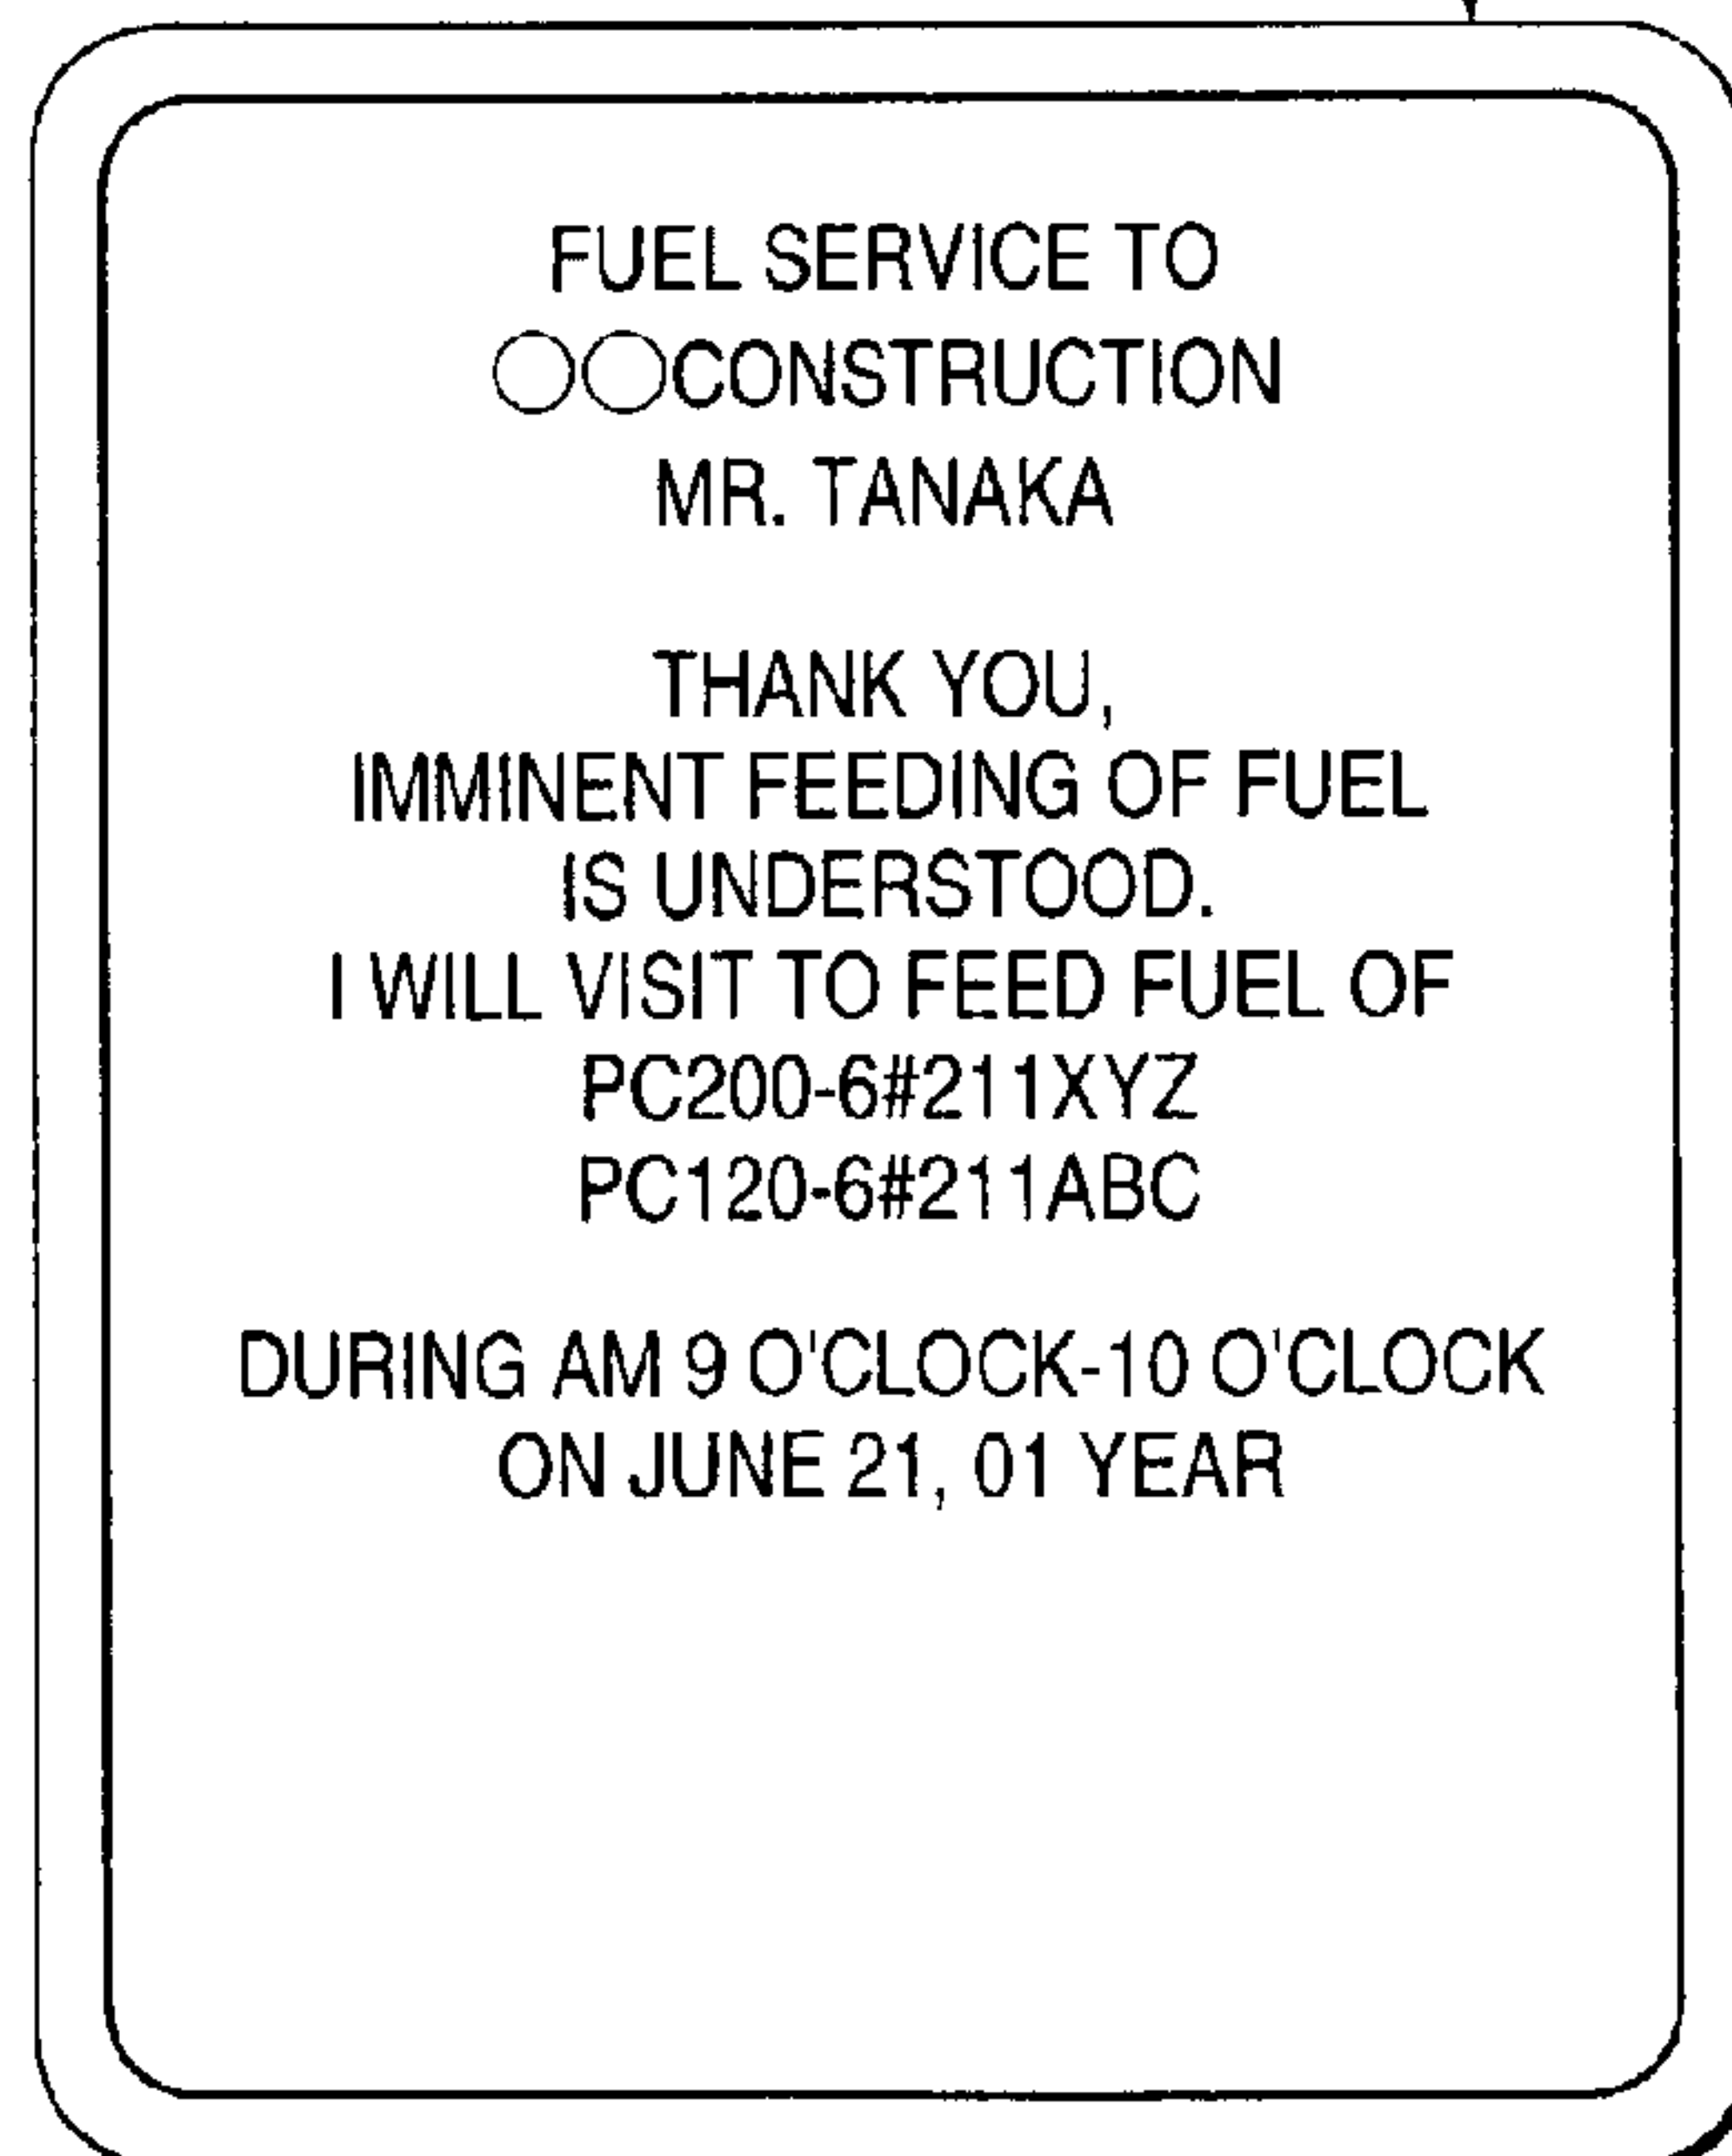 FUEL SERVICE TO
○○CONSTRUCTION
MR. TANAKA
THANK YOU,
IMMINENT FEEDING OF FUEL
IS UNDERSTOOD.
I WILL VISIT TO FEED FUEL OF
PC200-6#211XYZ
PC120-6#211ABC
DURING AM 9 O'CLOCK-10 O'CLOCK
ON JUNE 21, 01 YEAR